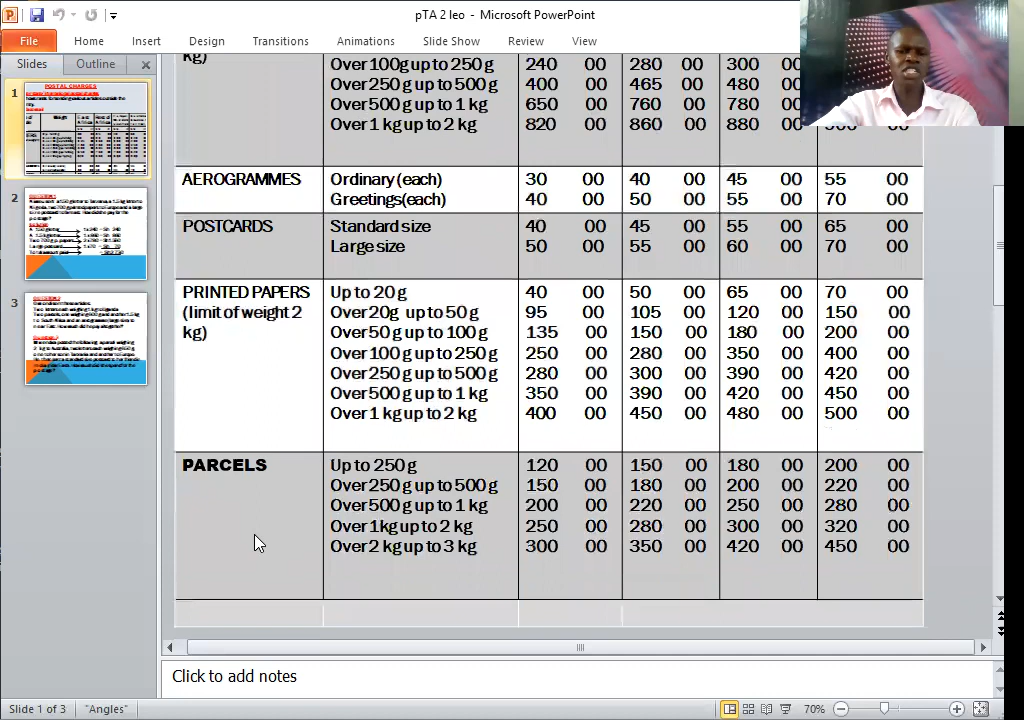 pTA 2 leo - Microsoft PowerPoint
File Home Insert Design Transitions Animations Slide Show Review View
Slides Outline
kg)
Over 100g up to 250 g 240 00 280 00 300 00
Over 250 g up to 500 g 400 00 465 00 480 00
Over 500 g up to 1 kg 650 00 760 00 780 00
Over 1 kg up to 2 kg 820 00 860 00 880 00
AEROGRAMMES Ordinary (each) 30 00 40 00 45 00 55 00
Greetings(each) 40 00 50 00 55 00 70 00
POSTCARDS Standard size 40 00 45 00 55 00 65 00
Large size 50 00 55 00 60 00 70 00
PRINTED PAPERS Up to 20 g 40 00 50 00 65 00 70 00
(limit of weight 2 Over 20g up to 50 g 95 00 105 00 120 00 150 00
kg) Over 50 g up to 100 g 135 00 150 00 180 00 200 00
Over 100 g up to 250 g 250 00 280 00 350 00 400 00
Over 250 g up to 500 g 280 00 300 00 390 00 420 00
Over 500 g up to 1 kg 350 00 390 00 420 00 450 00
Over 1 kg up to 2 kg 400 00 450 00 480 00 500 00
PARCELS Up to 250 g 120 00 150 00 180 00 200 00
Over 250 g up to 500 g 150 00 180 00 200 00 220 00
Over 500 g up to 1 kg 200 00 220 00 250 00 280 00
Over 1kg up to 2 kg 250 00 280 00 300 00 320 00
Over 2 kg up to 3 kg 300 00 350 00 420 00 450 00
1
POSTAL CHARGES
2
3
Click to add notes
Slide 1 of 3 "Angles" 70%